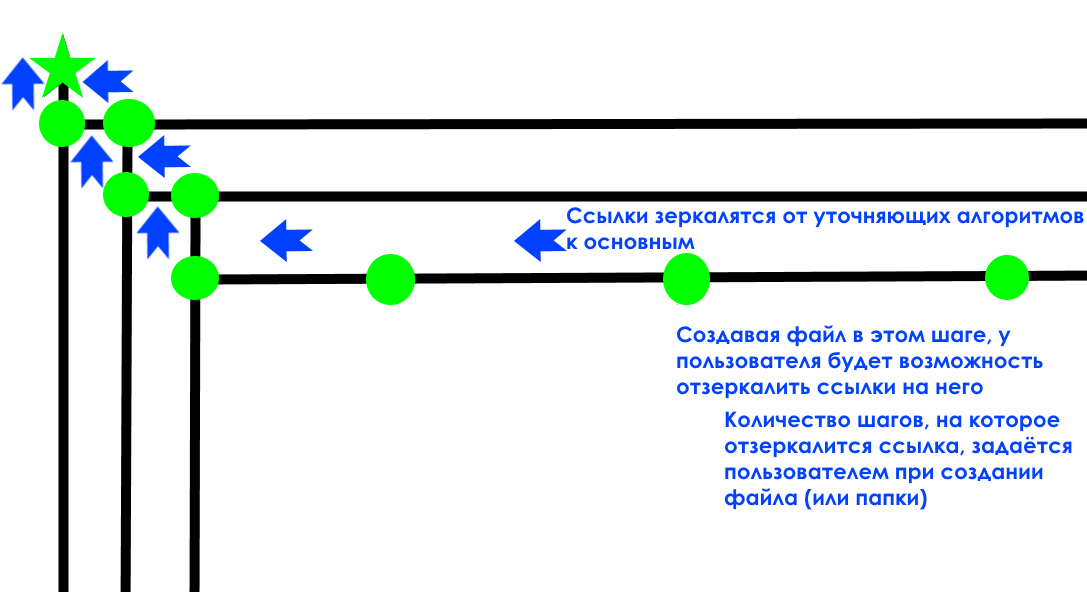 Ссылки зеркалятся от уточняющих алгоритмов
к основным
Создавая файл в этом шаге, у
пользователя будет возможность
отзеркалить ссылки на него
Количество шагов, на которое
отзеркалится ссылка, задаётся
пользователем при создании
файла (или папки)